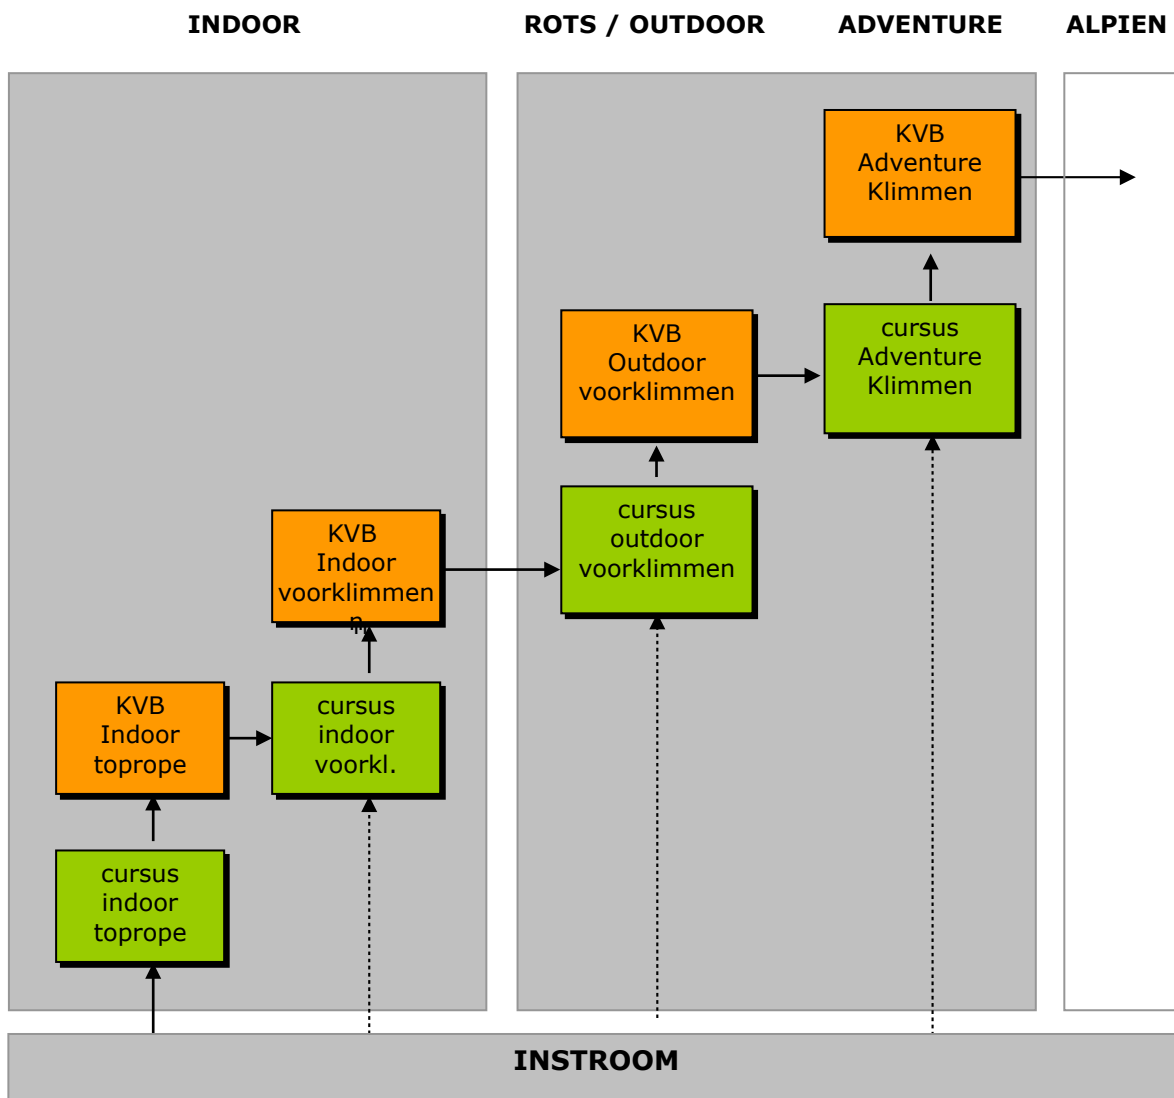 INDOOR
ROTS / OUTDOOR
ADVENTURE
ALPIEN
KVB
Adventure
Klimmen
KVB
Outdoor
voorklimmen
cursus
Adventure
Klimmen
KVB
Indoor
voorklimmen
n
cursus
outdoor
voorklimmen
KVB
Indoor
toprope
cursus
indoor
voorkl.
cursus
indoor
toprope
INSTROOM